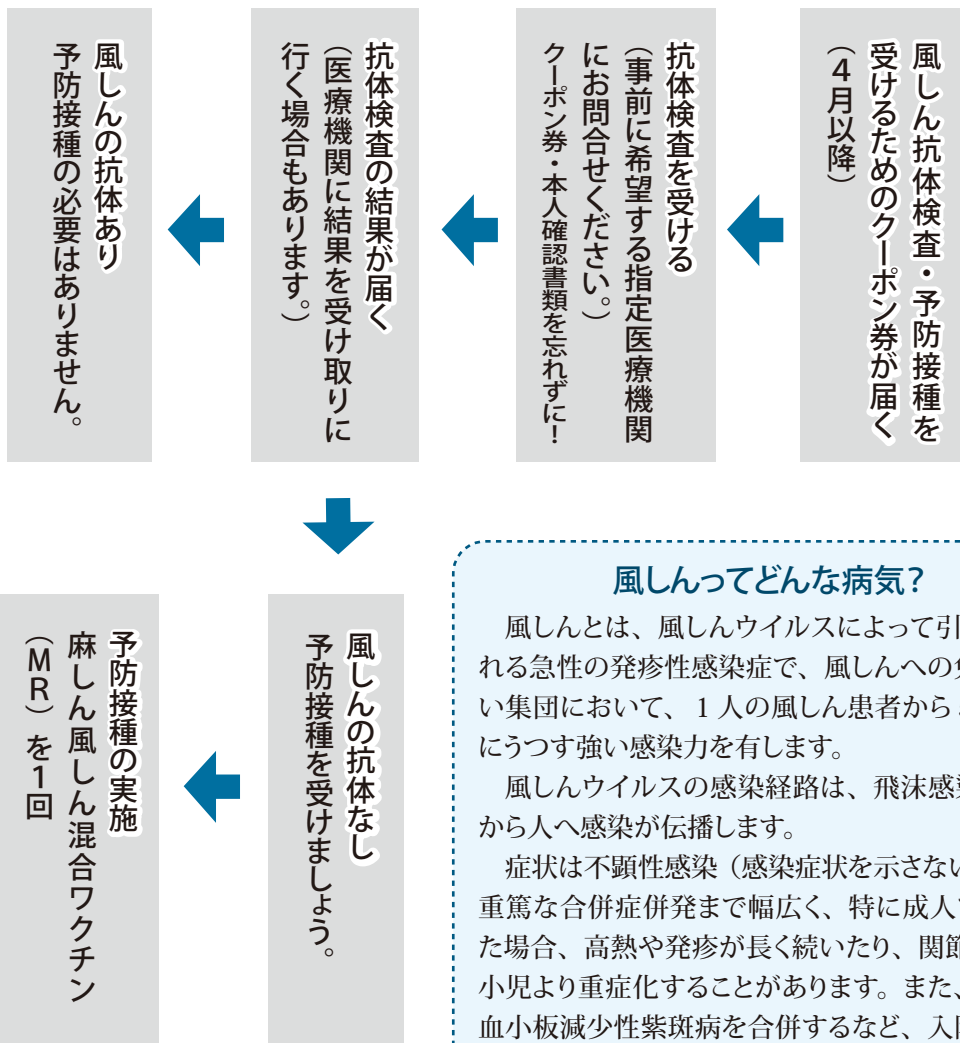 風しん抗体検査・予防接種を
受けるためのクーポン券が届く
（４月以降）
抗体検査を受ける
（事前に希望する指定医療機関
にお問合せください。）
クーポン券・本人確認書類を忘れずに！
抗体検査の結果が届く
（医療機関に結果を受け取りに
行く場合もあります。）
風しんの抗体あり
予防接種の必要はありません。
風しんの抗体なし
予防接種を受けましょう。
予防接種の実施
麻しん風しん混合ワクチン
（ＭＲ）を1回
風しんってどんな病気？
風しんとは、風しんウイルスによって引
れる急性の発疹性感染症で、風しんへの
い集団において、１人の風しん患者から
にうつす強い感染力を有します。
風しんウイルスの感染経路は、飛沫感
から人へ感染が伝播します。
症状は不顕性感染（感染症状を示さない
重篤な合併症併発まで幅広く、特に成人
た場合、高熱や発疹が長く続いたり、関節
小児より重症化することがあります。また、
血小板減少性紫斑病を合併するなど、入